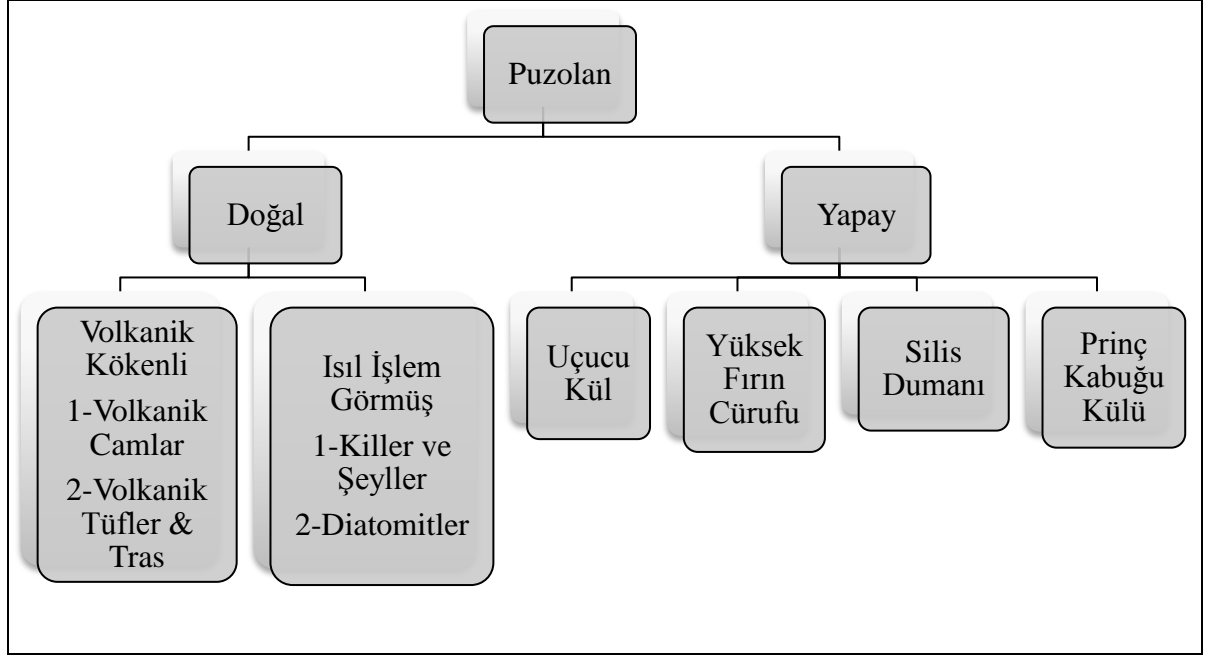 Puzolan
Doğal
Yapay
Volkanik
Kökenli
1-Volkanik
Camlar
2-Volkanik
Tüfler &
Tras
Isıl İşlem
Görmüş
1-Killer ve
Şeyller
2-Diatomitler
Uçucu
Kül
Yüksek
Fırın
Cürufu
Silis
Dumanı
Prinç
Kabuğu
Külü